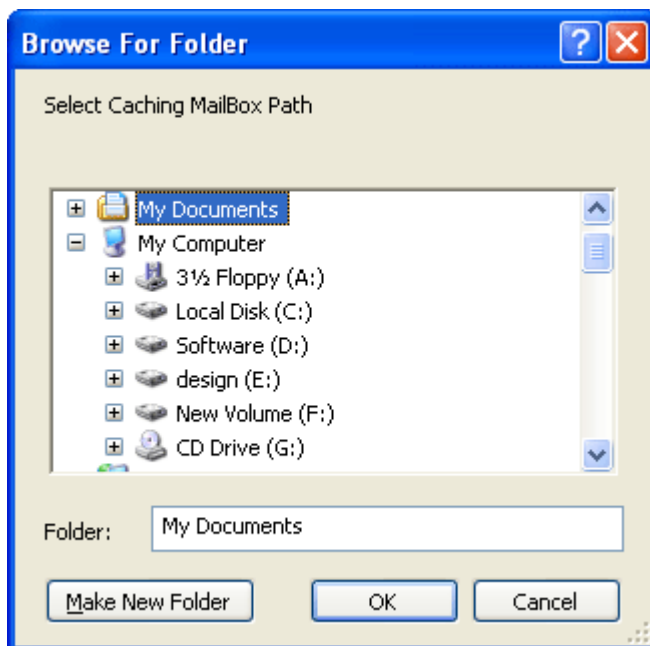 Browse For Folder
Select Caching MailBox Path
My Documents
My Computer
3½ Floppy (A:)
Local Disk (C:)
Software (D:)
design (E:)
New Volume (F:)
CD Drive (G:)
Folder: My Documents
Make New Folder OK Cancel